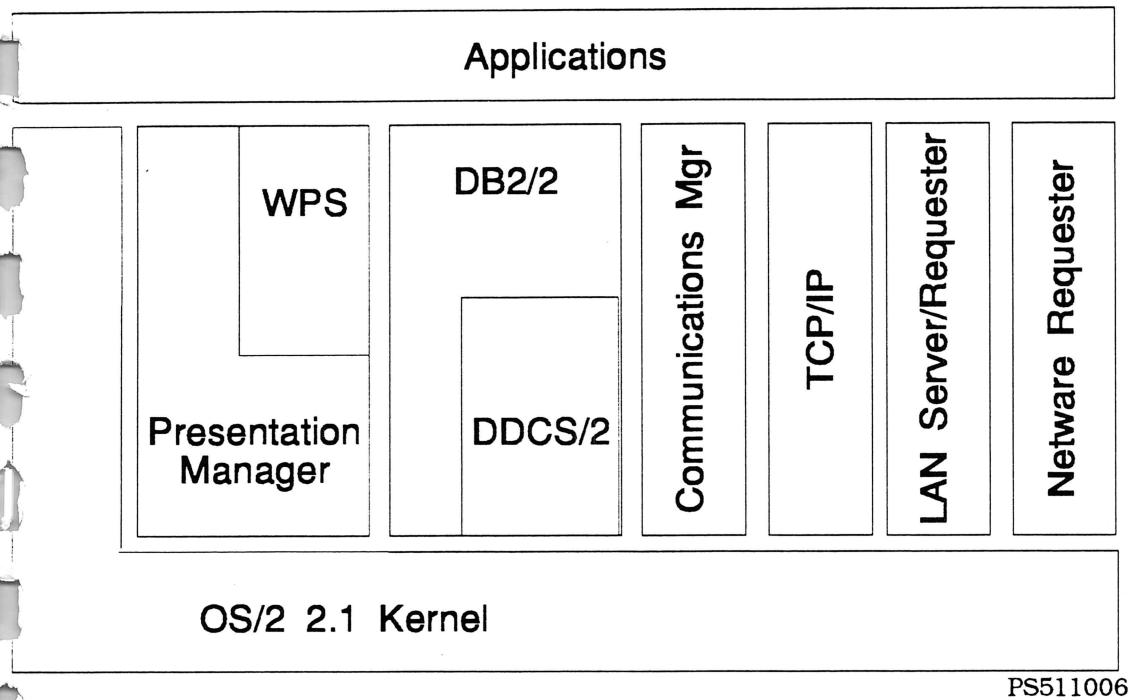 Applications
WPS
Presentation
Manager
DB2/2
DDCS/2
Communications Mgr
TCP/IP
LAN Server/Requester
Netware Requester
OS/2 2.1 Kernel
PS511006